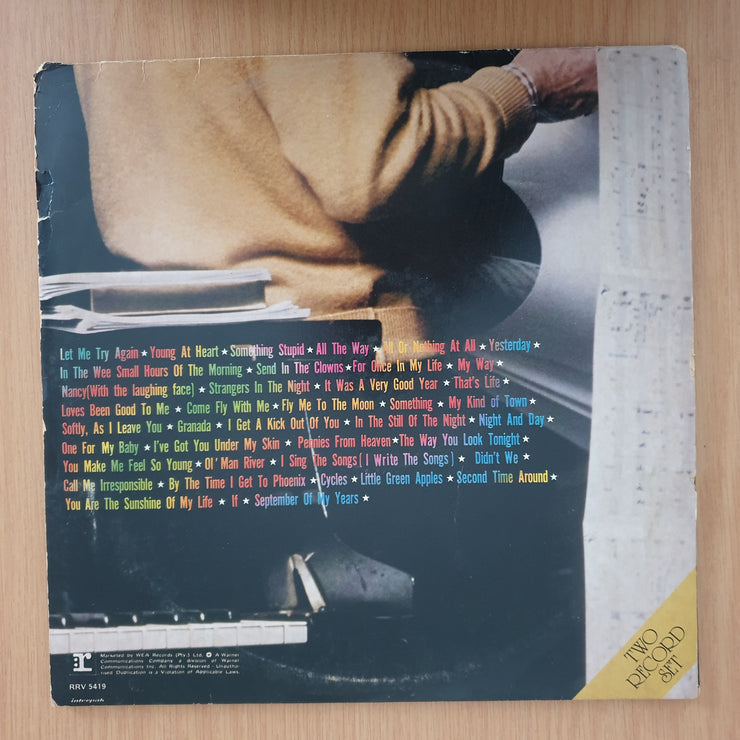 Let Me Try Again ★ Young At Heart ★ Something Stupid ★ All The Way ★ All Or Nothing At All ★ Yesterday ★
In The Wee Small Hours Of The Morning ★ Send In The Clowns ★ For Once In My Life ★ My Way ★
Nancy(With the laughing face) ★ Strangers In The Night ★ It Was A Very Good Year ★ That's Life ★
Loves Been Good To Me ★ Come Fly With Me ★ Fly Me To The Moon ★ Something ★ My Kind of Town ★
Softly, As I Leave You ★ Granada ★ I Get A Kick Out Of You ★ In The Still Of The Night ★ Night And Day ★
One For My Baby ★ I've Got You Under My Skin ★ Pennies From Heaven ★ The Way You Look Tonight ★
You Make Me Feel So Young ★ Ol' Man River ★ I Sing The Songs(I Write The Songs) ★ Didn't We ★
Call Me Irresponsible ★ By The Time I Get To Phoenix ★ Cycles ★ Little Green Apples ★ Second Time Around ★
You Are The Sunshine Of My Life ★ If ★ September Of My Years ★
r
Marketed by WEA Records (Pty.) Ltd. ℗ A Warner
Communications Company a division of Warner
Communications Inc. All Rights Reserved - Unautho-
rised Duplication is a Violation of Applicable Laws.
RRV 5419
TWO
RECORD
SET